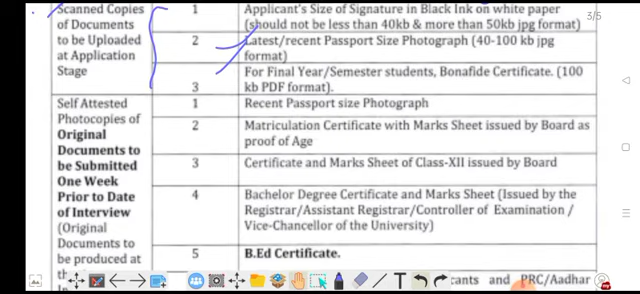 Scanned Copies
of Documents
to be Uploaded
at Application
Stage
1
Applicant's Size of Signature in Black Ink on white paper
(should not be less than 40kb & more than 50kb jpg format)
2
Latest/recent Passport Size Photograph (40-100 kb jpg
format)
3
For Final Year/Semester students, Bonafide Certificate. (100
kb PDF format).
3/5
Self Attested
Photocopies of
Original
Documents to
be Submitted
One Week
Prior to Date
of Interview
(Original
Documents to
be produced at
1
Recent Passport size Photograph
2
Matriculation Certificate with Marks Sheet issued by Board as
proof of Age
3
Certificate and Marks Sheet of Class-XII issued by Board
4
Bachelor Degree Certificate and Marks Sheet (Issued by the
Registrar/Assistant Registrar/Controller of Examination /
Vice-Chancellor of the University)
5
B.Ed Certificate.
T
and PRC/Aadhar